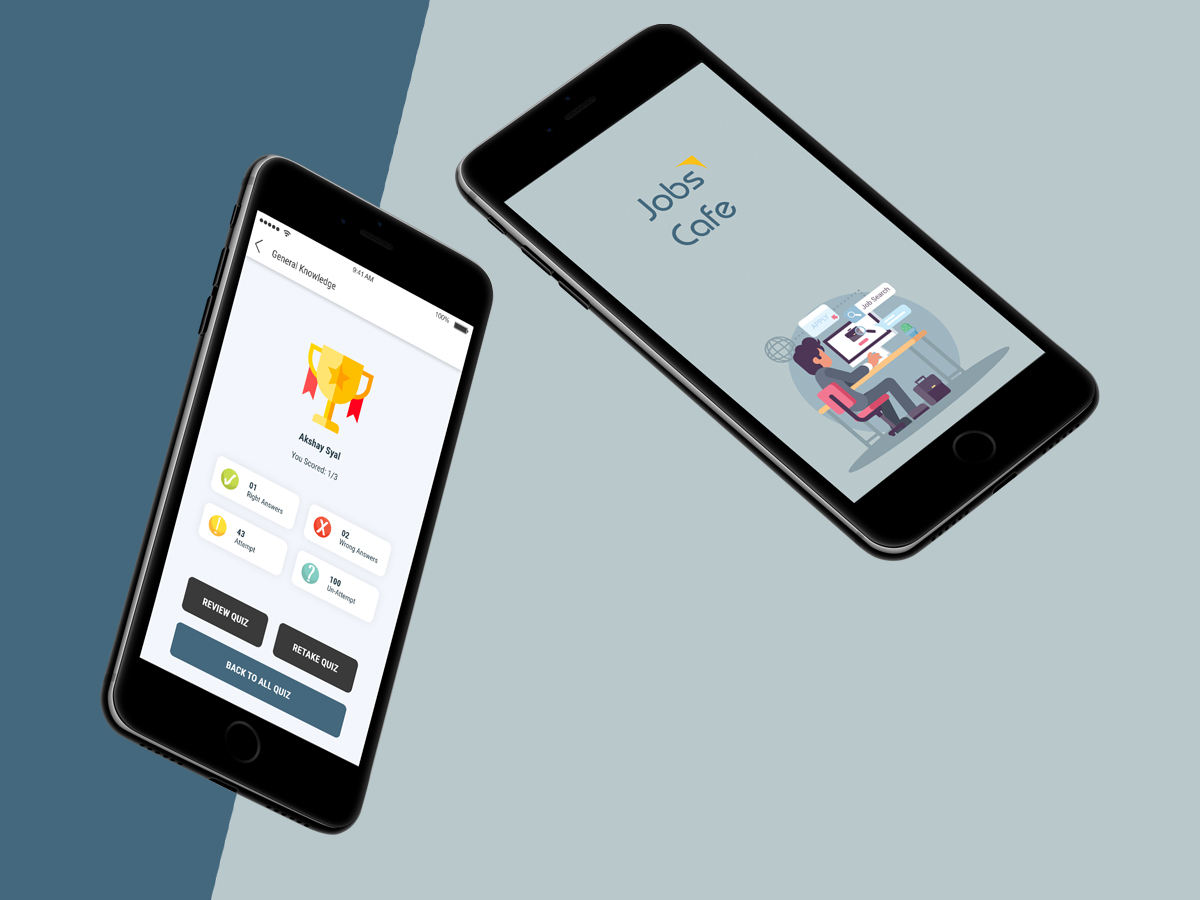 9:41 AM
100%
General Knowledge
Akshay Syal
You Scored: 1/3
01
Right Answers
02
Wrong Answers
43
Attempt
100
Un-Attempt
REVIEW QUIZ
RETAKE QUIZ
BACK TO ALL QUIZ
Jobs
Cafe
Job Search
APPLY